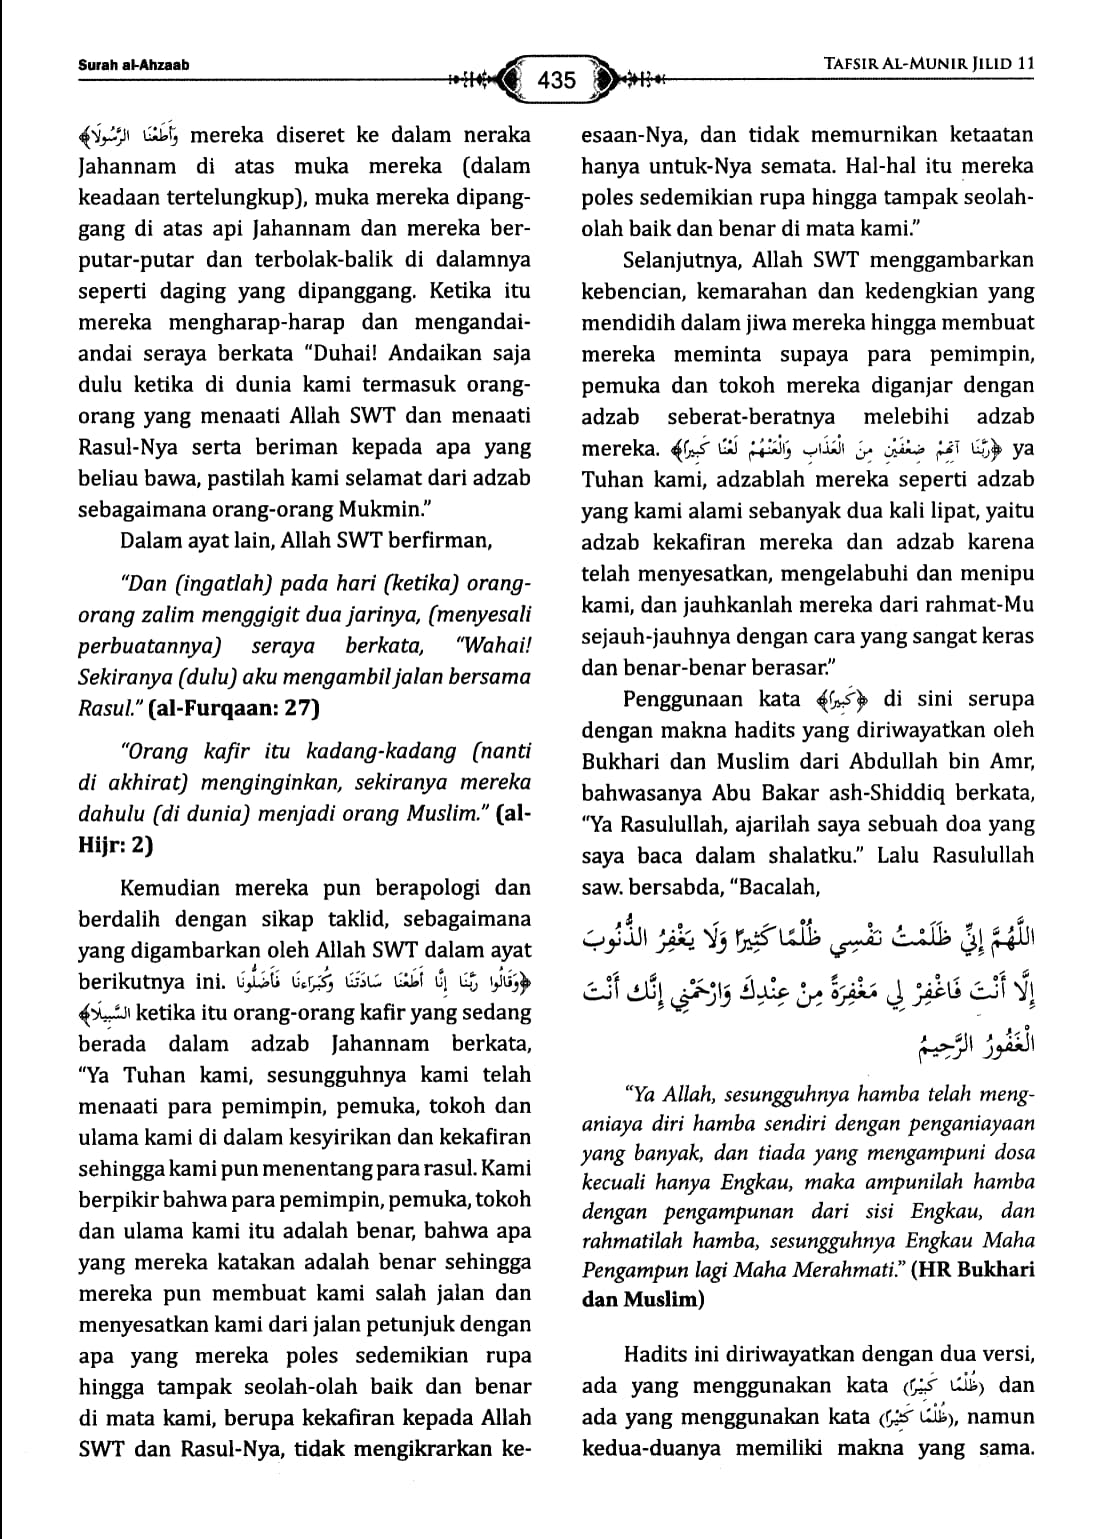 Surah al-Ahzaab
435
TAFSIR AL-MUNIR JILID 11
وَأَطَعْنَا الرَّسُولَا﴾ mereka diseret ke dalam neraka
Jahannam di atas muka mereka (dalam
keadaan tertelungkup), muka mereka dipang-
gang di atas api Jahannam dan mereka ber-
putar-putar dan terbolak-balik di dalamnya
seperti daging yang dipanggang. Ketika itu
mereka mengharap-harap dan mengandai-
andai seraya berkata “Duhai! Andaikan saja
dulu ketika di dunia kami termasuk orang-
orang yang menaati Allah SWT dan menaati
Rasul-Nya serta beriman kepada apa yang
beliau bawa, pastilah kami selamat dari adzab
sebagaimana orang-orang Mukmin.”
Dalam ayat lain, Allah SWT berfirman,
“Dan (ingatlah) pada hari (ketika) orang-
orang zalim menggigit dua jarinya, (menyesali
perbuatannya) seraya berkata, “Wahai!
Sekiranya (dulu) aku mengambil jalan bersama
Rasul.” (al-Furqaan: 27)
“Orang kafir itu kadang-kadang (nanti
di akhirat) menginginkan, sekiranya mereka
dahulu (di dunia) menjadi orang Muslim.” (al-
Hijr: 2)
Kemudian mereka pun berapologi dan
berdalih dengan sikap taklid, sebagaimana
yang digambarkan oleh Allah SWT dalam ayat
berikutnya ini. ﴿وَقَالُوا رَبَّنَا إِنَّا أَطَعْنَا سَادَتَنَا وَكُبَرَاءَنَا فَأَضَلُّونَا
السَّبِيلَا﴾ ketika itu orang-orang kafir yang sedang
berada dalam adzab Jahannam berkata,
“Ya Tuhan kami, sesungguhnya kami telah
menaati para pemimpin, pemuka, tokoh dan
ulama kami di dalam kesyirikan dan kekafiran
sehingga kami pun menentang para rasul. Kami
berpikir bahwa para pemimpin, pemuka, tokoh
dan ulama kami itu adalah benar, bahwa apa
yang mereka katakan adalah benar sehingga
mereka pun membuat kami salah jalan dan
menyesatkan kami dari jalan petunjuk dengan
apa yang mereka poles sedemikian rupa
hingga tampak seolah-olah baik dan benar
di mata kami, berupa kekafiran kepada Allah
SWT dan Rasul-Nya, tidak mengikrarkan ke-
esaan-Nya, dan tidak memurnikan ketaatan
hanya untuk-Nya semata. Hal-hal itu mereka
poles sedemikian rupa hingga tampak seolah-
olah baik dan benar di mata kami.”
Selanjutnya, Allah SWT menggambarkan
kebencian, kemarahan dan kedengkian yang
mendidih dalam jiwa mereka hingga membuat
mereka meminta supaya para pemimpin,
pemuka dan tokoh mereka diganjar dengan
adzab seberat-beratnya melebihi adzab
mereka. ﴿رَبَّنَا آتِهِمْ ضِعْفَيْنِ مِنَ الْعَذَابِ وَالْعَنْهُمْ لَعْنًا كَبِيرًا﴾ ya
Tuhan kami, adzablah mereka seperti adzab
yang kami alami sebanyak dua kali lipat, yaitu
adzab kekafiran mereka dan adzab karena
telah menyesatkan, mengelabuhi dan menipu
kami, dan jauhkanlah mereka dari rahmat-Mu
sejauh-jauhnya dengan cara yang sangat keras
dan benar-benar berasar.”
Penggunaan kata ﴿كَبِيرًا﴾ di sini serupa
dengan makna hadits yang diriwayatkan oleh
Bukhari dan Muslim dari Abdullah bin Amr,
bahwasanya Abu Bakar ash-Shiddiq berkata,
“Ya Rasulullah, ajarilah saya sebuah doa yang
saya baca dalam shalatku.” Lalu Rasulullah
saw. bersabda, “Bacalah,
اللَّهُمَّ إِنِّي ظَلَمْتُ نَفْسِي ظُلْمًا كَثِيرًا وَلَا يَغْفِرُ الذُّنُوبَ
إِلَّا أَنْتَ فَاغْفِرْ لِي مَغْفِرَةً مِنْ عِنْدِكَ وَارْحَمْنِي إِنَّكَ أَنْتَ
الْغَفُورُ الرَّحِيمُ
“Ya Allah, sesungguhnya hamba telah meng-
aniaya diri hamba sendiri dengan penganiayaan
yang banyak, dan tiada yang mengampuni dosa
kecuali hanya Engkau, maka ampunilah hamba
dengan pengampunan dari sisi Engkau, dan
rahmatilah hamba, sesungguhnya Engkau Maha
Pengampun lagi Maha Merahmati.” (HR Bukhari
dan Muslim)
Hadits ini diriwayatkan dengan dua versi,
ada yang menggunakan kata (ظُلْمًا كَبِيْرًا) dan
ada yang menggunakan kata (ظُلْمًا كَثِيْرًا), namun
kedua-duanya memiliki makna yang sama.